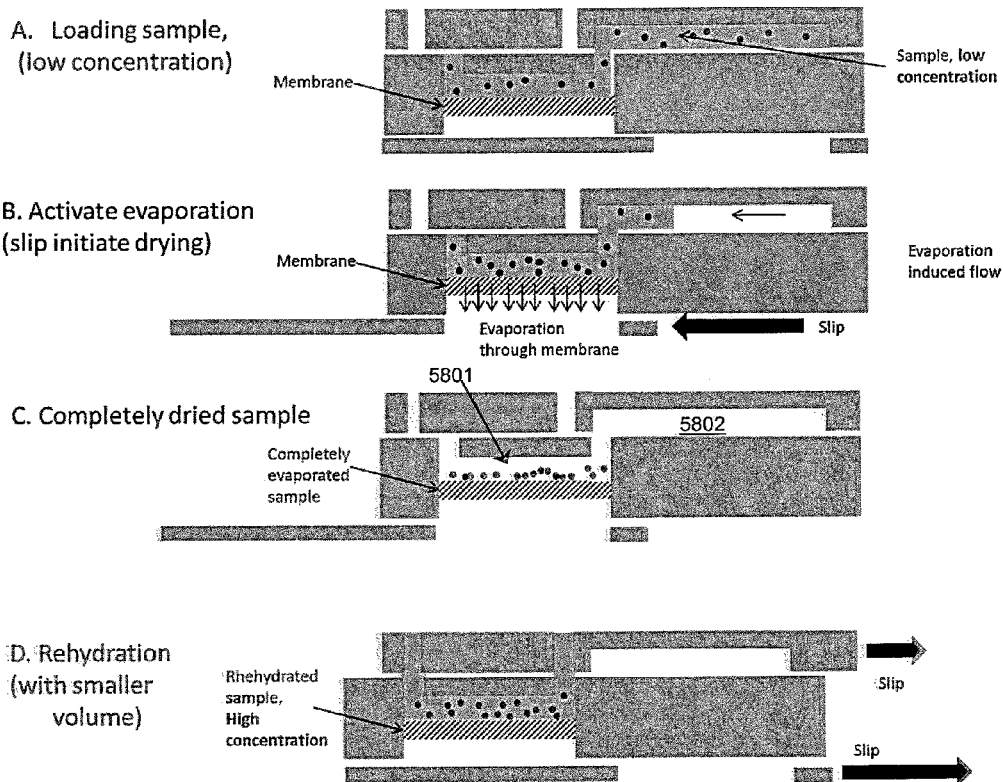 A. Loading sample,
(low concentration)
Membrane
Sample, low
concentration
B. Activate evaporation
(slip initiate drying)
Membrane
Evaporation
through membrane
Evaporation
induced flow
Slip
C. Completely dried sample
5801
5802
Completely
evaporated
sample
D. Rehydration
(with smaller
volume)
Rhehydrated
sample,
High
concentration
Slip
Slip